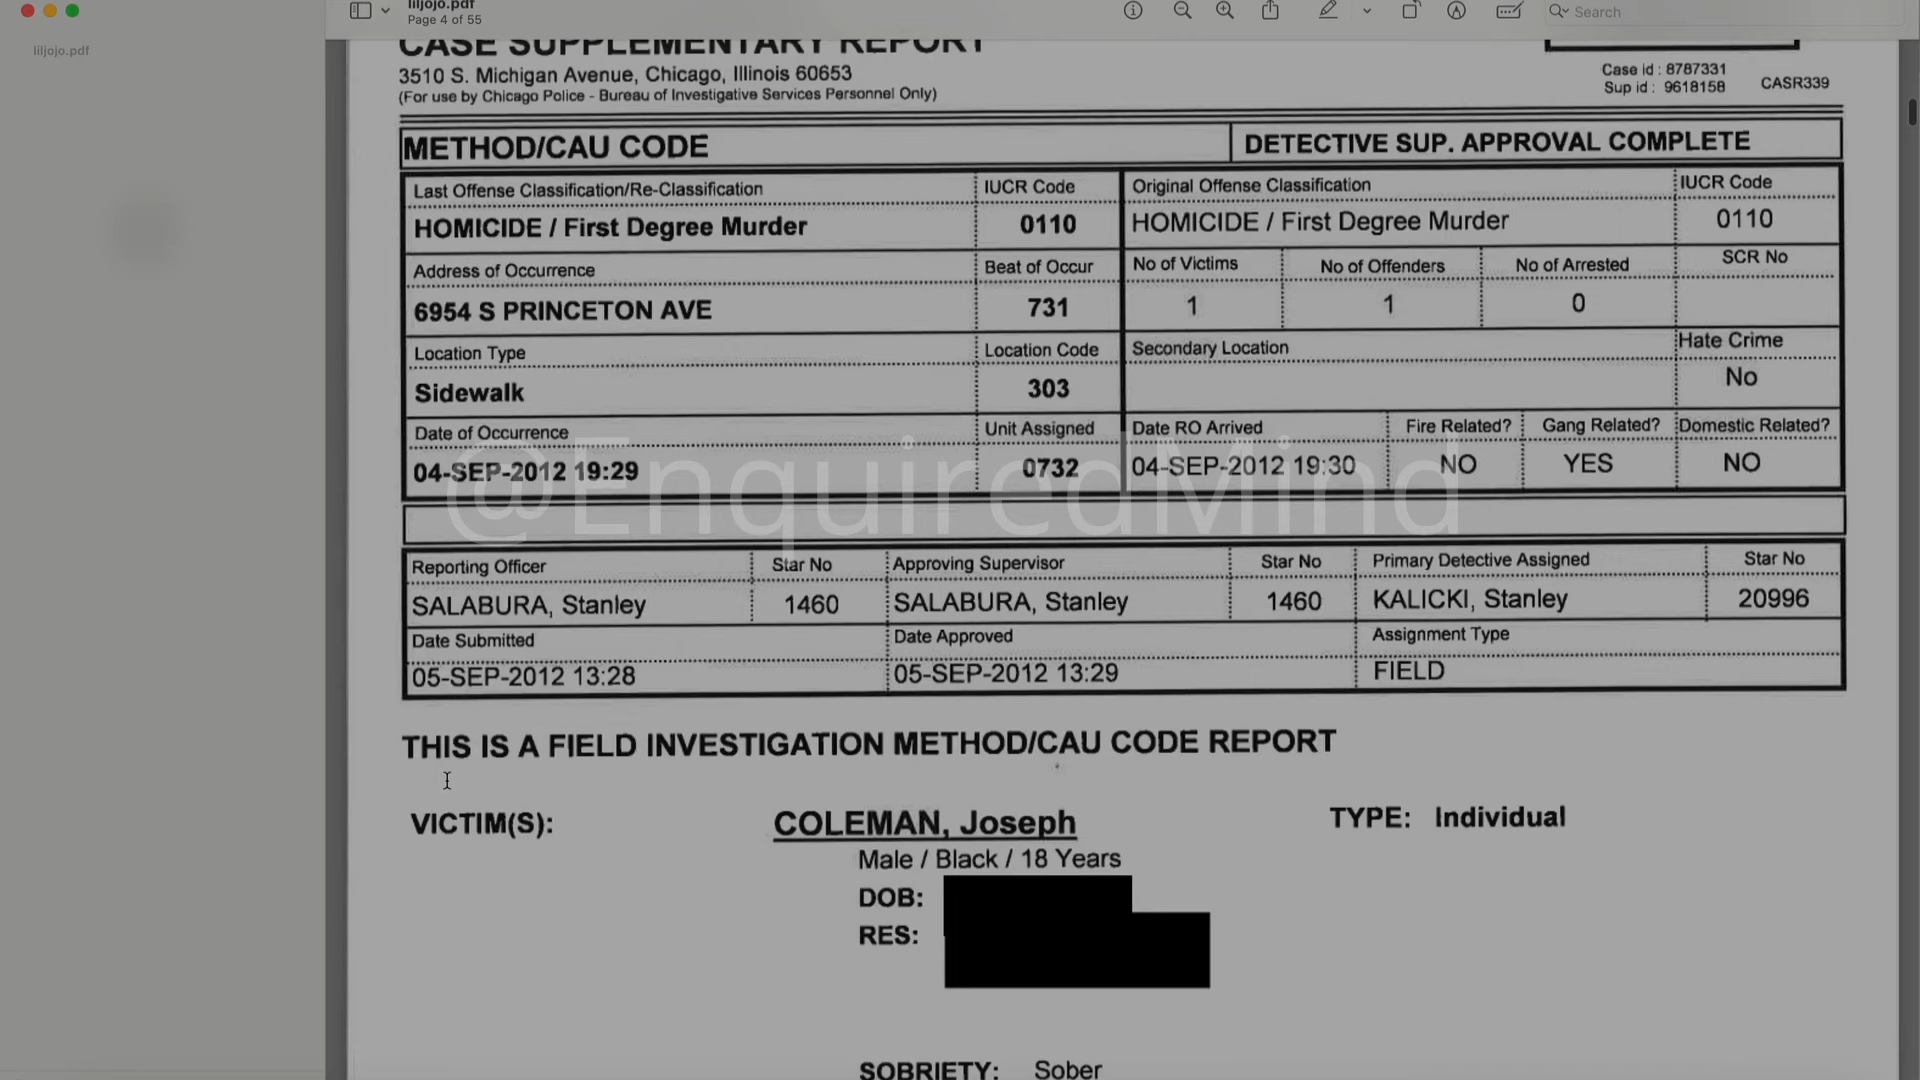 liljojo.pdf
Page 4 of 55
Search
liljojo.pdf
CASE SUPPLEMENTARY REPORT
3510 S. Michigan Avenue, Chicago, Illinois 60653
(For use by Chicago Police - Bureau of Investigative Services Personnel Only)
Case id : 8787331
Sup id : 9618158 CASR339
METHOD/CAU CODE DETECTIVE SUP. APPROVAL COMPLETE
Last Offense Classification/Re-Classification IUCR Code Original Offense Classification IUCR Code
HOMICIDE / First Degree Murder 0110 HOMICIDE / First Degree Murder 0110
Address of Occurrence Beat of Occur No of Victims No of Offenders No of Arrested SCR No
6954 S PRINCETON AVE 731 1 1 0
Location Type Location Code Secondary Location Hate Crime
Sidewalk 303 No
Date of Occurrence Unit Assigned Date RO Arrived Fire Related? Gang Related? Domestic Related?
04-SEP-2012 19:29 0732 04-SEP-2012 19:30 NO YES NO
@EnquiredMind
Reporting Officer Star No Approving Supervisor Star No Primary Detective Assigned Star No
SALABURA, Stanley 1460 SALABURA, Stanley 1460 KALICKI, Stanley 20996
Date Submitted Date Approved Assignment Type
05-SEP-2012 13:28 05-SEP-2012 13:29 FIELD
THIS IS A FIELD INVESTIGATION METHOD/CAU CODE REPORT
VICTIM(S): COLEMAN, Joseph TYPE: Individual
Male / Black / 18 Years
DOB:
RES:
SOBRIETY: Sober